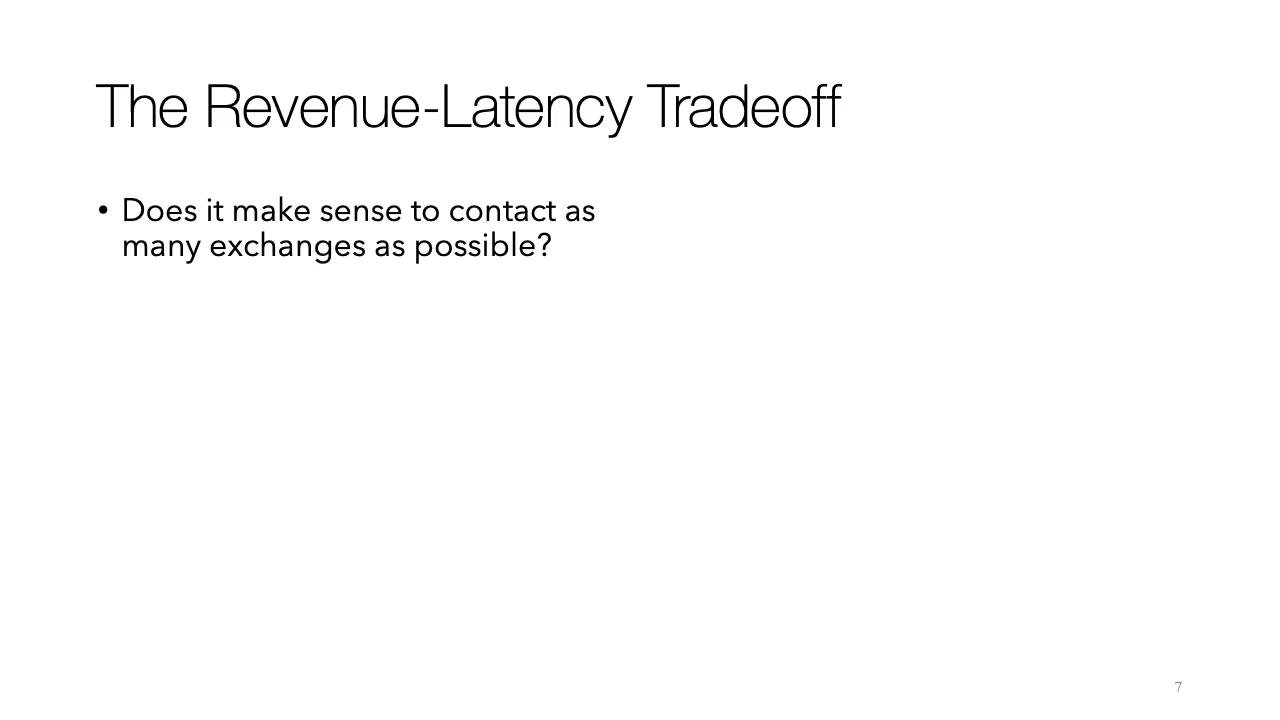 The Revenue-Latency Tradeoff
• Does it make sense to contact as
many exchanges as possible?
7